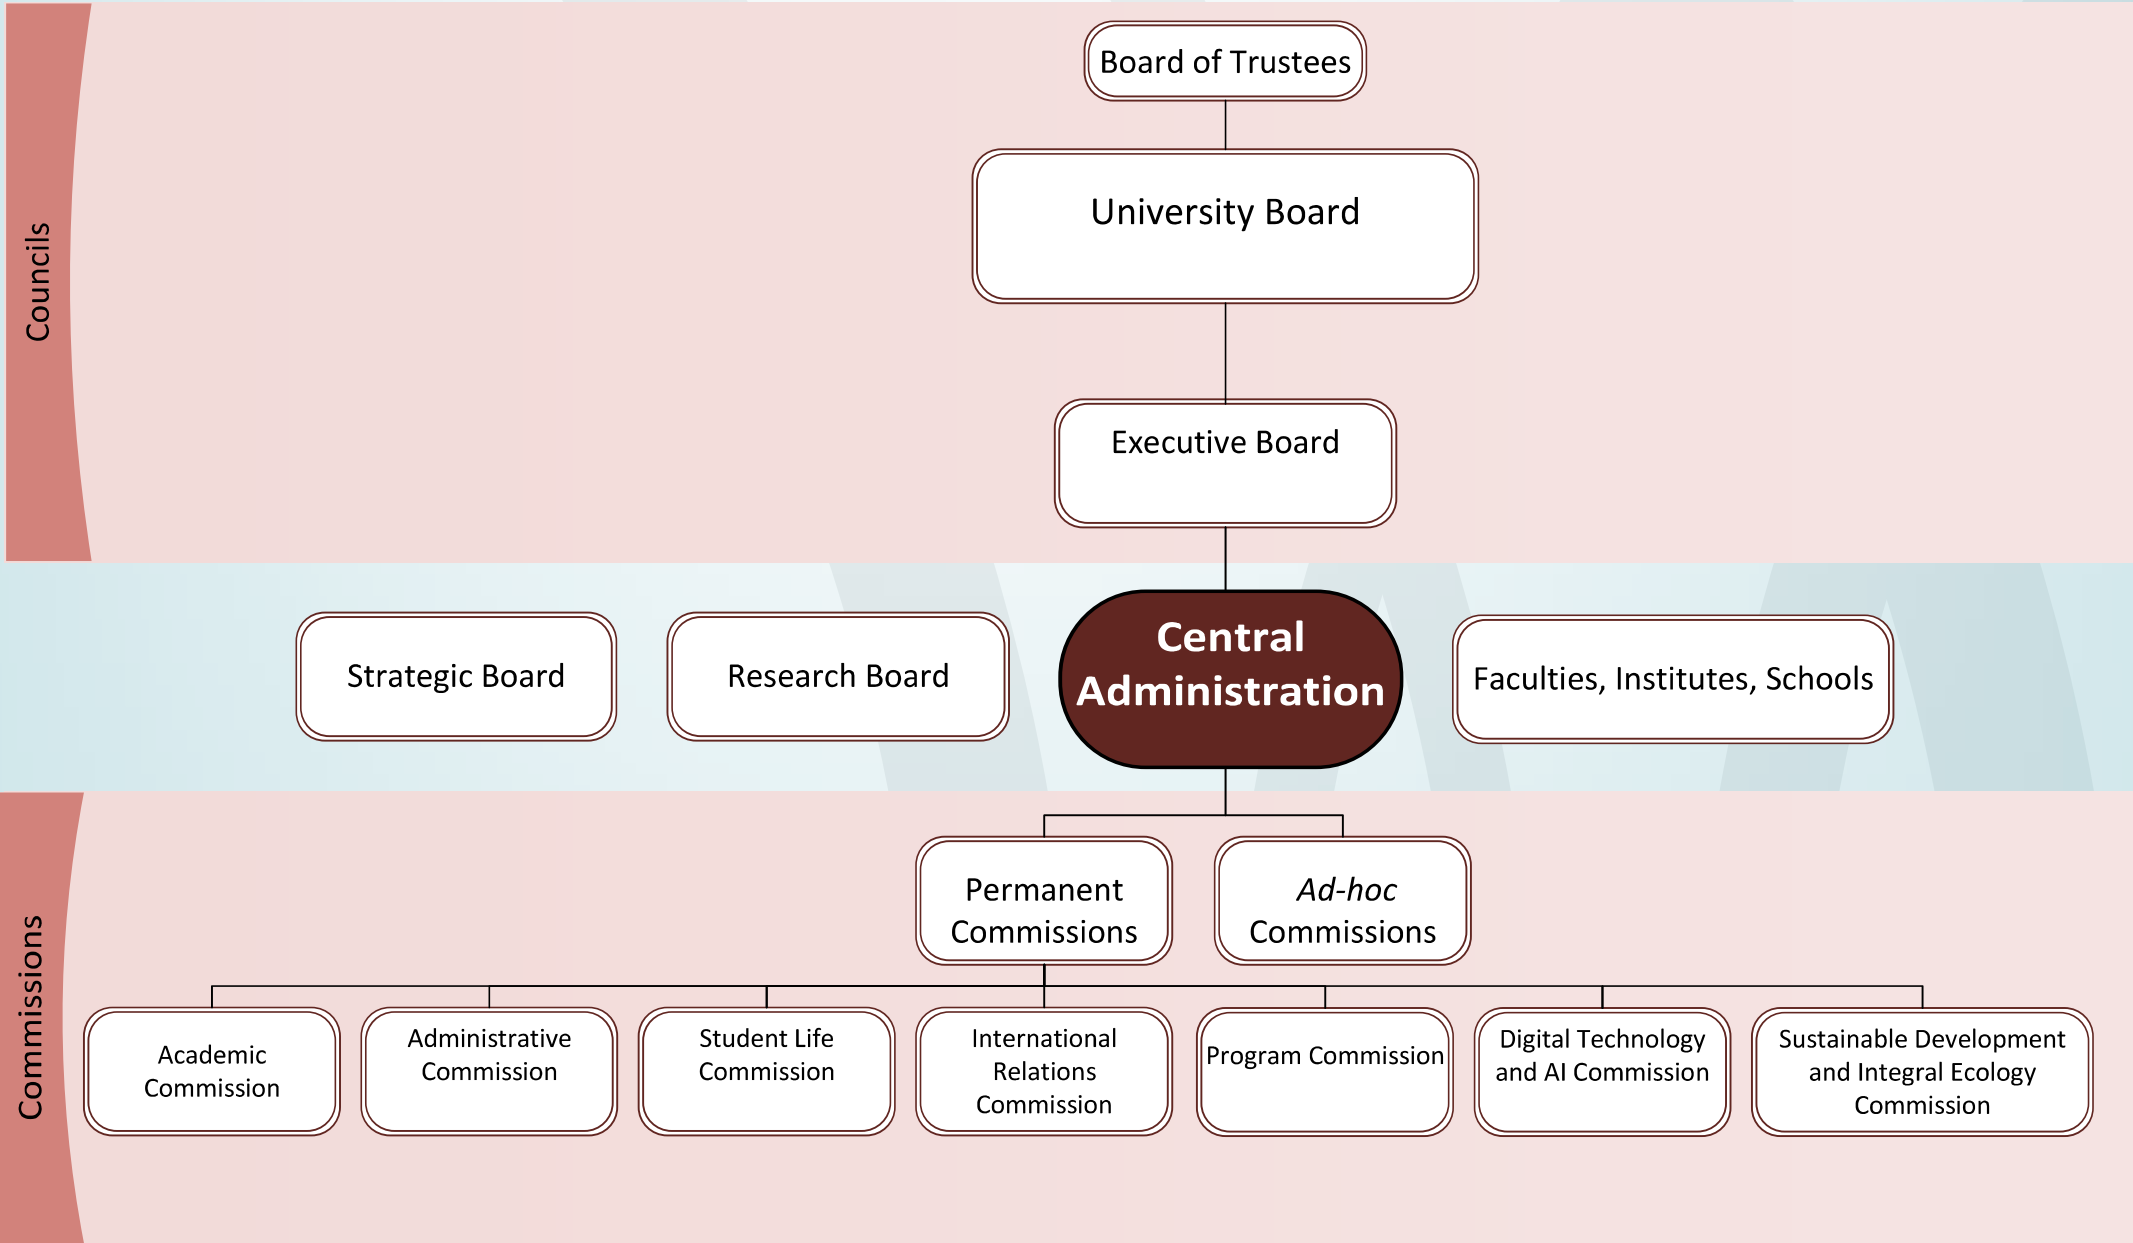 Councils
Board of Trustees
University Board
Executive Board
Strategic Board
Research Board
Central
Administration
Faculties, Institutes, Schools
Commissions
Permanent
Commissions
Ad-hoc
Commissions
Academic
Commission
Administrative
Commission
Student Life
Commission
International
Relations
Commission
Program Commission
Digital Technology
and AI Commission
Sustainable Development
and Integral Ecology
Commission